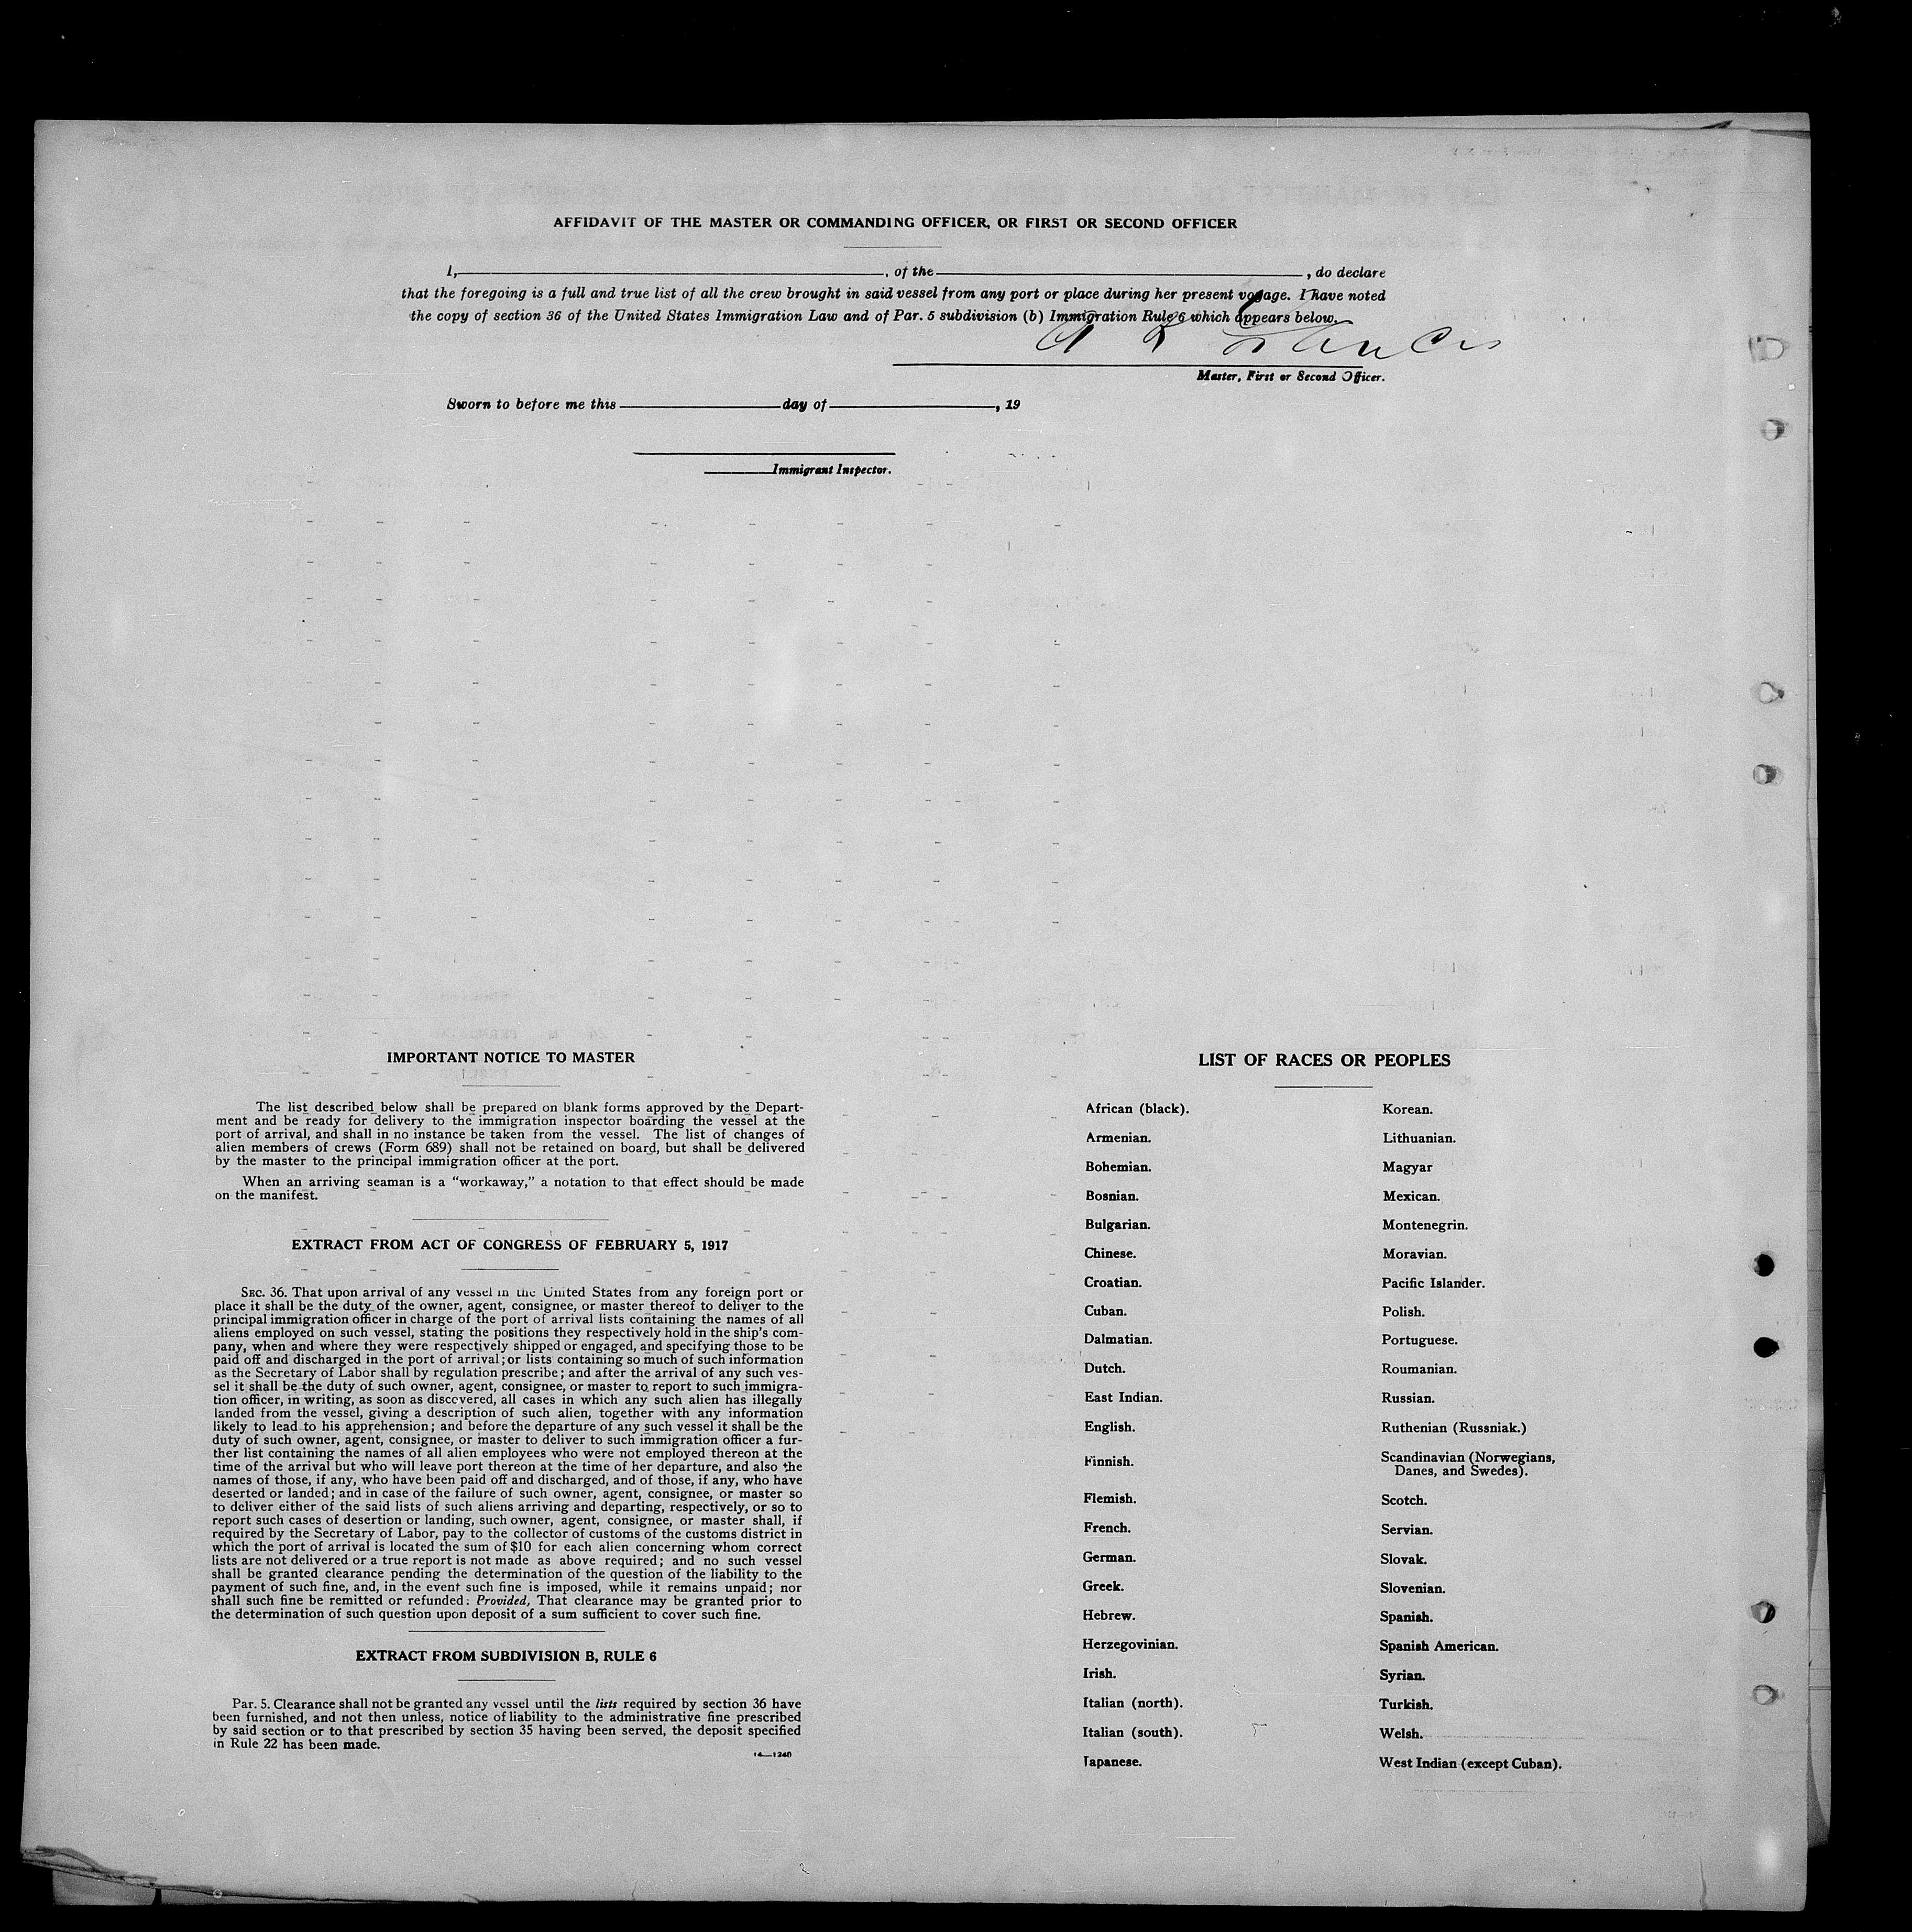 AFFIDAVIT OF THE MASTER OR COMMANDING OFFICER, OR FIRST OR SECOND OFFICER
I, , of the , do declare
that the foregoing is a full and true list of all the crew brought in said vessel from any port or place during her present voyage. I have noted
the copy of section 36 of the United States Immigration Law and of Par. 5 subdivision (b) Immigration Rule 6 which appears below.
Master, First or Second Officer.
Sworn to before me this day of , 19
Immigrant Inspector.
IMPORTANT NOTICE TO MASTER
The list described below shall be prepared on blank forms approved by the Depart-
ment and be ready for delivery to the immigration inspector boarding the vessel at the
port of arrival, and shall in no instance be taken from the vessel. The list of changes of
alien members of crews (Form 689) shall not be retained on board, but shall be delivered
by the master to the principal immigration officer at the port.
When an arriving seaman is a "workaway," a notation to that effect should be made
on the manifest.
EXTRACT FROM ACT OF CONGRESS OF FEBRUARY 5, 1917
SEC. 36. That upon arrival of any vessel in the United States from any foreign port or
place it shall be the duty of the owner, agent, consignee, or master thereof to deliver to the
principal immigration officer in charge of the port of arrival lists containing the names of all
aliens employed on such vessel, stating the positions they respectively hold in the ship's com-
pany, when and where they were respectively shipped or engaged, and specifying those to be
paid off and discharged in the port of arrival; or lists containing so much of such information
as the Secretary of Labor shall by regulation prescribe; and after the arrival of any such ves-
sel it shall be the duty of such owner, agent, consignee, or master to report to such immigra-
tion officer, in writing, as soon as discovered, all cases in which any such alien has illegally
landed from the vessel, giving a description of such alien, together with any information
likely to lead to his apprehension; and before the departure of any such vessel it shall be the
duty of such owner, agent, consignee, or master to deliver to such immigration officer a fur-
ther list containing the names of all alien employees who were not employed thereon at the
time of the arrival but who will leave port thereon at the time of her departure, and also the
names of those, if any, who have been paid off and discharged, and of those, if any, who have
deserted or landed; and in case of the failure of such owner, agent, consignee, or master so
to deliver either of the said lists of such aliens arriving and departing, respectively, or so to
report such cases of desertion or landing, such owner, agent, consignee, or master shall, if
required by the Secretary of Labor, pay to the collector of customs of the customs district in
which the port of arrival is located the sum of $10 for each alien concerning whom correct
lists are not delivered or a true report is not made as above required; and no such vessel
shall be granted clearance pending the determination of the question of the liability to the
payment of such fine, and, in the event such fine is imposed, while it remains unpaid; nor
shall such fine be remitted or refunded: Provided, That clearance may be granted prior to
the determination of such question upon deposit of a sum sufficient to cover such fine.
EXTRACT FROM SUBDIVISION B, RULE 6
Par. 5. Clearance shall not be granted any vessel until the lists required by section 36 have
been furnished, and not then unless, notice of liability to the administrative fine prescribed
by said section or to that prescribed by section 35 having been served, the deposit specified
in Rule 22 has been made.
14—1240
LIST OF RACES OR PEOPLES
African (black).
Armenian.
Bohemian.
Bosnian.
Bulgarian.
Chinese.
Croatian.
Cuban.
Dalmatian.
Dutch.
East Indian.
English.
Finnish.
Flemish.
French.
German.
Greek.
Hebrew.
Herzegovinian.
Irish.
Italian (north).
Italian (south).
Japanese.
Korean.
Lithuanian.
Magyar
Mexican.
Montenegrin.
Moravian.
Pacific Islander.
Polish.
Portuguese.
Roumanian.
Russian.
Ruthenian (Russniak.)
Scandinavian (Norwegians,
Danes, and Swedes).
Scotch.
Servian.
Slovak.
Slovenian.
Spanish.
Spanish American.
Syrian.
Turkish.
Welsh.
West Indian (except Cuban).